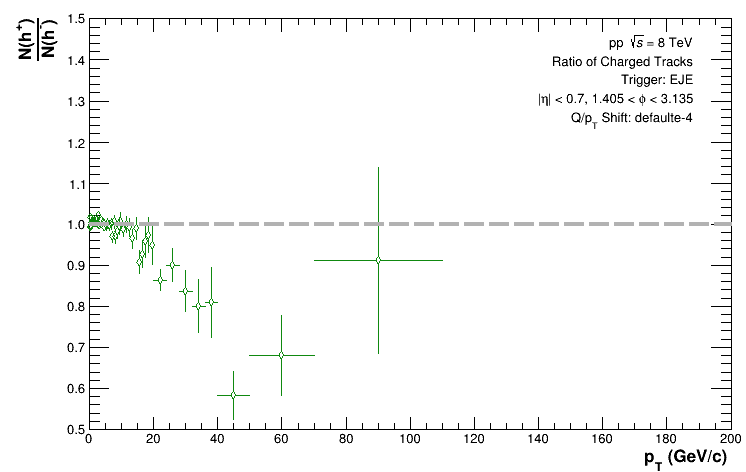 N(h⁺)
N(h⁻)
1.5
1.4
1.3
1.2
1.1
1.0
0.9
0.8
0.7
0.6
0.5
pp √s = 8 TeV
Ratio of Charged Tracks
Trigger: EJE
|η| < 0.7, 1.405 < ϕ < 3.135
Q/p_T Shift: defaulte-4
0 20 40 60 80 100 120 140 160 180 200
p_T (GeV/c)